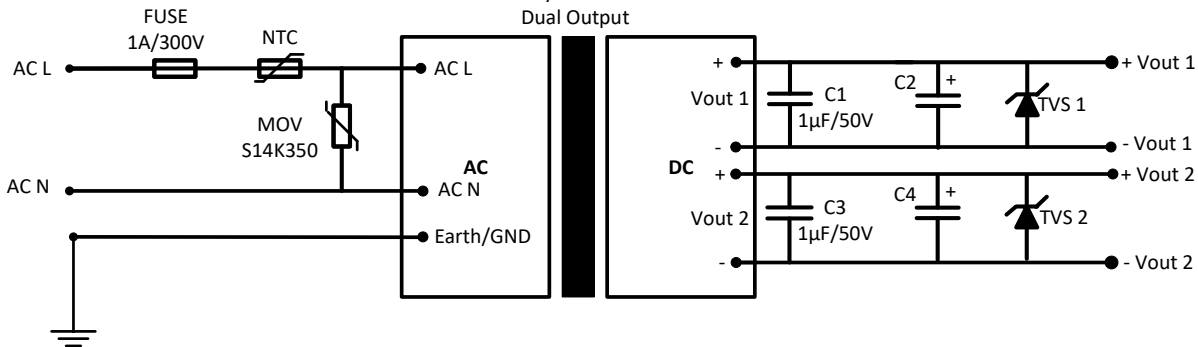 Dual Output
FUSE
1A/300V
NTC
AC L
AC L
MOV
S14K350
AC N
AC N
AC
Earth/GND
DC
+
Vout 1
-
C1
1µF/50V
C2
+
TVS 1
+ Vout 1
- Vout 1
+
Vout 2
-
C3
1µF/50V
C4
+
TVS 2
+ Vout 2
- Vout 2